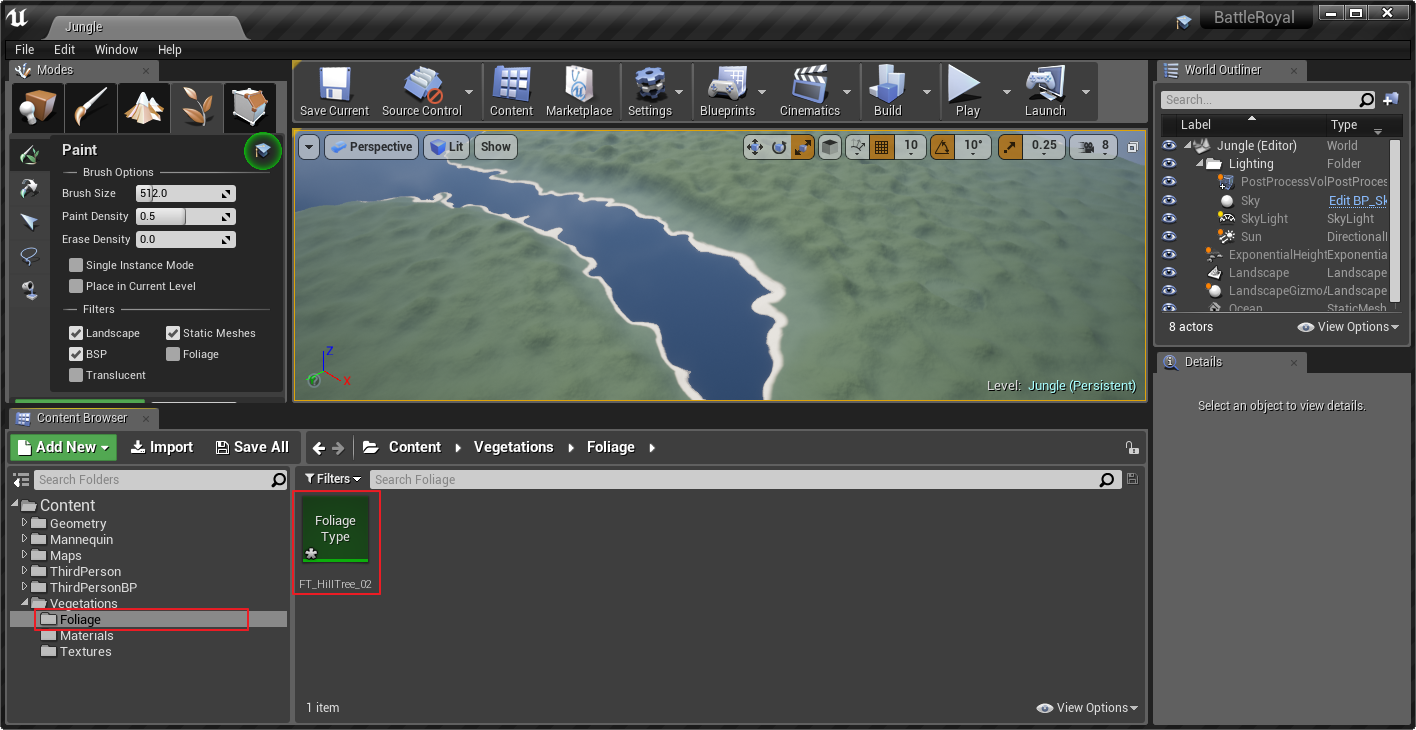 Jungle
BattleRoyal
File Edit Window Help
Modes
Paint
Brush Options
Brush Size 512.0
Paint Density 0.5
Erase Density 0.0
Single Instance Mode
Place in Current Level
Filters
Landscape Static Meshes
BSP Foliage
Translucent
Save Current Source Control Content Marketplace Settings Blueprints Cinematics Build Play Launch
Perspective Lit Show 10 10° 0.25 8
Z
X
Level: Jungle (Persistent)
World Outliner
Search...
Label Type
Jungle (Editor) World
Lighting Folder
PostProcessVol PostProces
Sky Edit BP_Sk
SkyLight SkyLight
Sun Directionall
ExponentialHeight Exponentia
Landscape Landscape
LandscapeGizmoA Landscape
Ocean StaticMesh
8 actors View Options
Details
Select an object to view details.
Content Browser
Add New Import Save All Content Vegetations Foliage
Search Folders
Content
Geometry
Mannequin
Maps
ThirdPerson
ThirdPersonBP
Vegetations
Foliage
Materials
Textures
Filters Search Foliage
Foliage
Type
FT_HillTree_02
1 item View Options